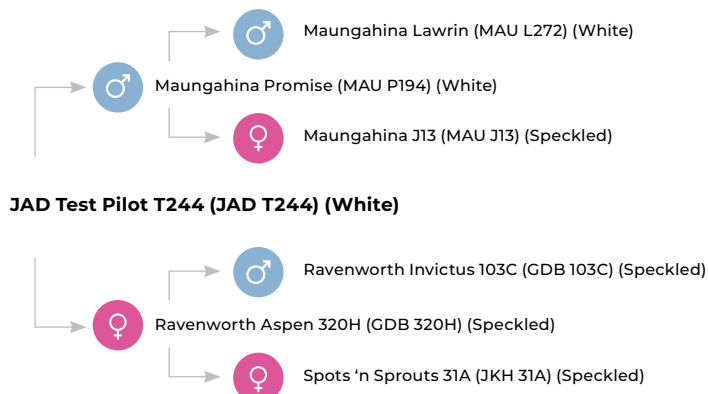 Maungahina Lawrin (MAU L272) (White)
Maungahina Promise (MAU P194) (White)
Maungahina J13 (MAU J13) (Speckled)
JAD Test Pilot T244 (JAD T244) (White)
Ravenworth Invictus 103C (GDB 103C) (Speckled)
Ravenworth Aspen 320H (GDB 320H) (Speckled)
Spots ‘n Sprouts 31A (JKH 31A) (Speckled)